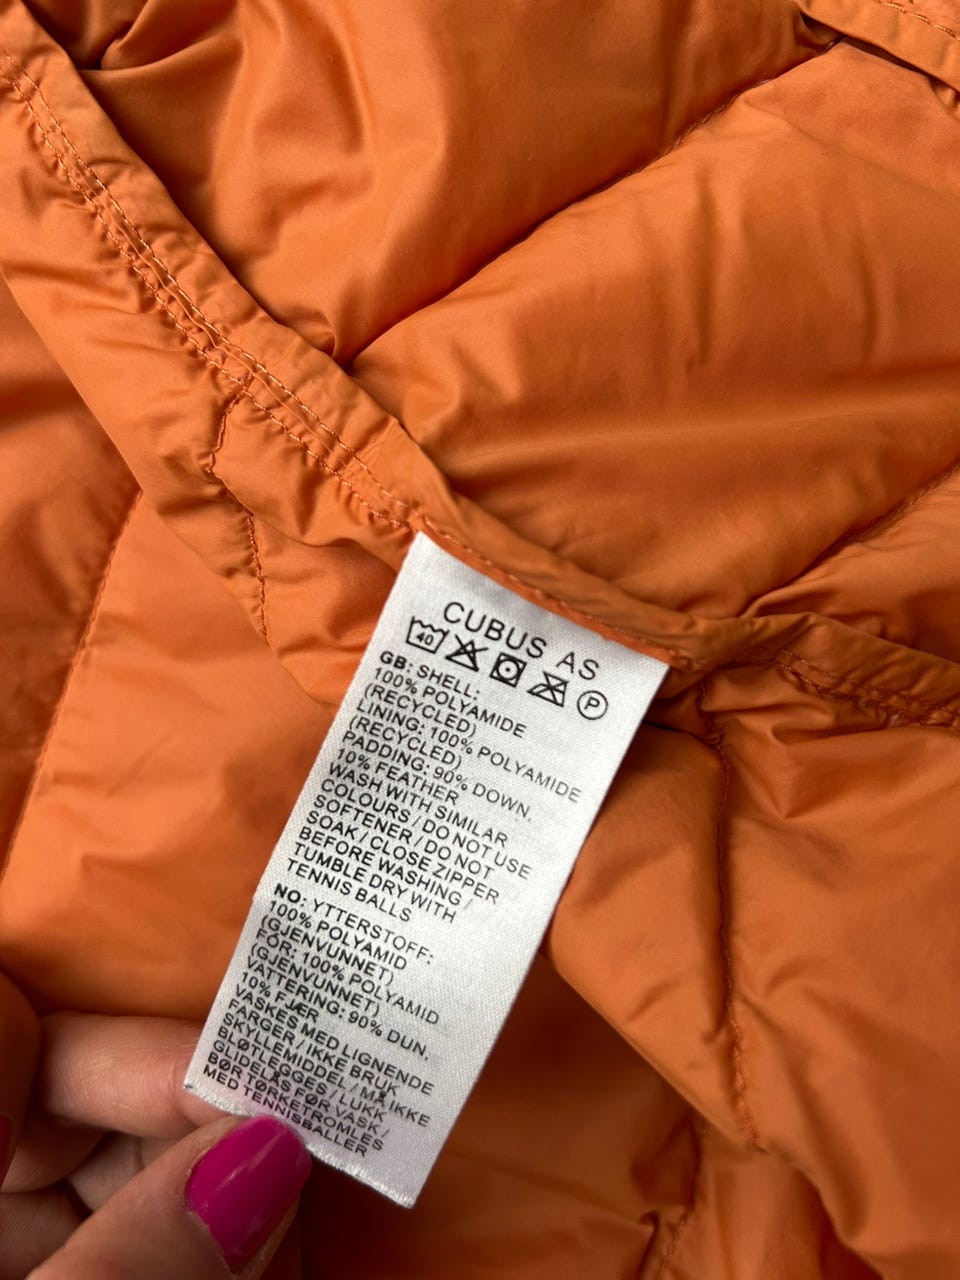 CUBUS AS
40 P
GB: SHELL:
100% POLYAMIDE
(RECYCLED)
LINING: 100% POLYAMIDE
(RECYCLED)
PADDING: 90% DOWN.
10% FEATHER
WASH WITH SIMILAR
COLOURS / DO NOT USE
SOFTENER / DO NOT
SOAK / CLOSE ZIPPER
BEFORE WASHING /
TUMBLE DRY WITH
TENNIS BALLS
NO: YTTERSTOFF:
100% POLYAMID
(GJENVUNNET)
FÔR: 100% POLYAMID
(GJENVUNNET)
VATTERING: 90% DUN.
10% FJÆR
VASKES MED LIGNENDE
FARGER / IKKE BRUK
SKYLLEMIDDEL / MÅ IKKE
BLØTLEGGES / LUKK
GLIDELÅS FØR VASK /
BØR TØRKETROMLES
MED TENNISBALLER